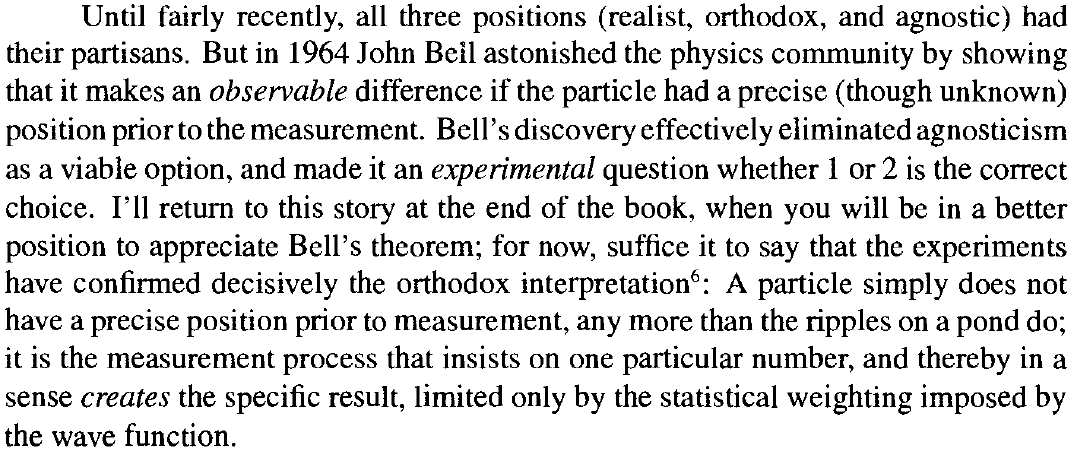 Until fairly recently, all three positions (realist, orthodox, and agnostic) had
their partisans. But in 1964 John Bell astonished the physics community by showing
that it makes an observable difference if the particle had a precise (though unknown)
position prior to the measurement. Bell's discovery effectively eliminated agnosticism
as a viable option, and made it an experimental question whether 1 or 2 is the correct
choice. I'll return to this story at the end of the book, when you will be in a better
position to appreciate Bell's theorem; for now, suffice it to say that the experiments
have confirmed decisively the orthodox interpretation⁶: A particle simply does not
have a precise position prior to measurement, any more than the ripples on a pond do;
it is the measurement process that insists on one particular number, and thereby in a
sense creates the specific result, limited only by the statistical weighting imposed by
the wave function.